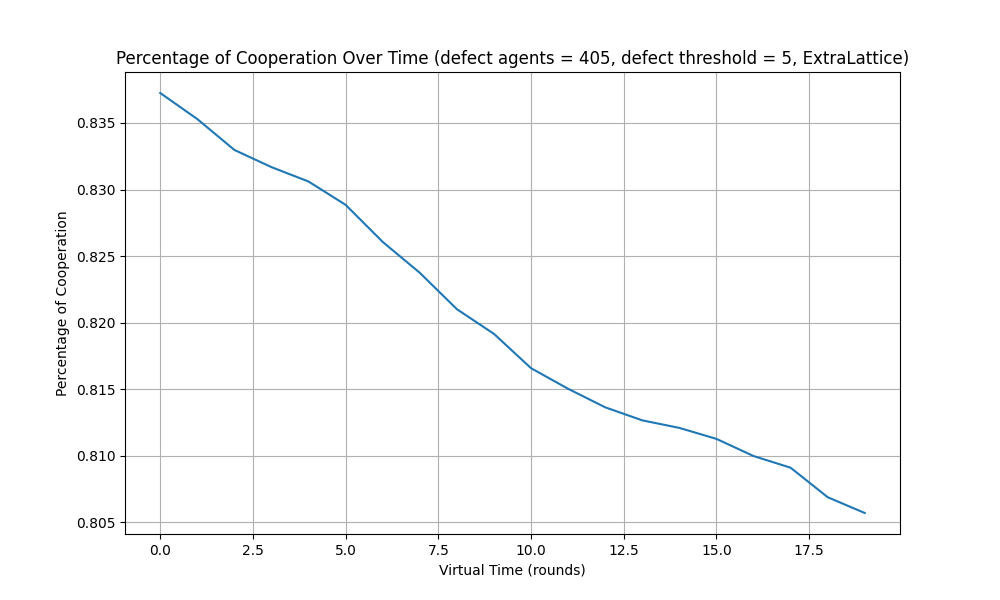 Percentage of Cooperation Over Time (defect agents = 405, defect threshold = 5, ExtraLattice)
Percentage of Cooperation
0.835
0.830
0.825
0.820
0.815
0.810
0.805
0.0 2.5 5.0 7.5 10.0 12.5 15.0 17.5
Virtual Time (rounds)